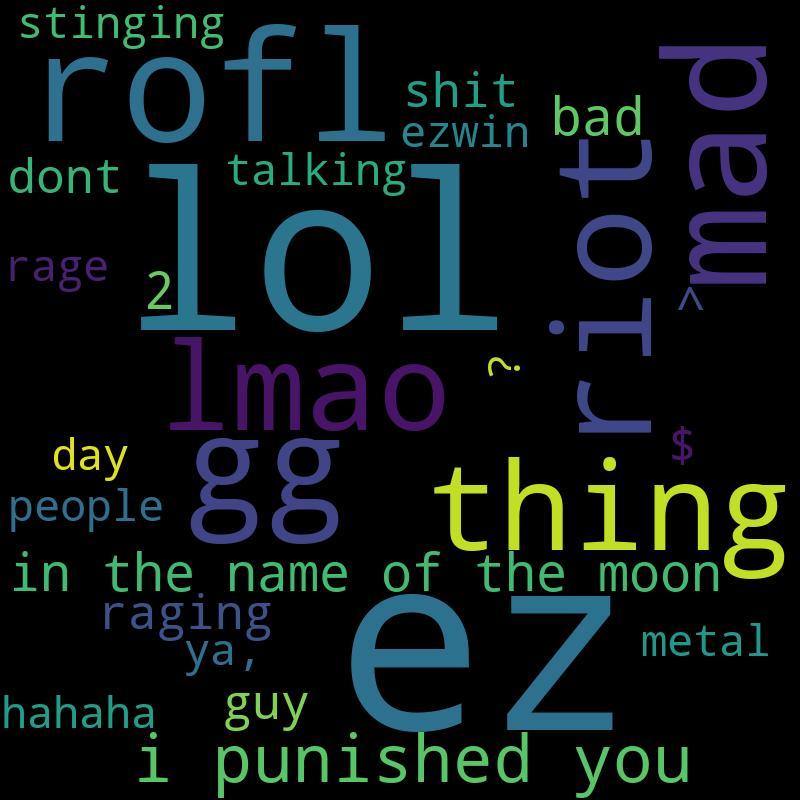 stinging
rofl
shit
ezwin
bad
mad
dont
talking
lol
riot
rage
2
^
lmao
?
$
day
gg
people
thing
in the name of the moon
raging
ya,
ez
metal
hahaha
guy
i punished you